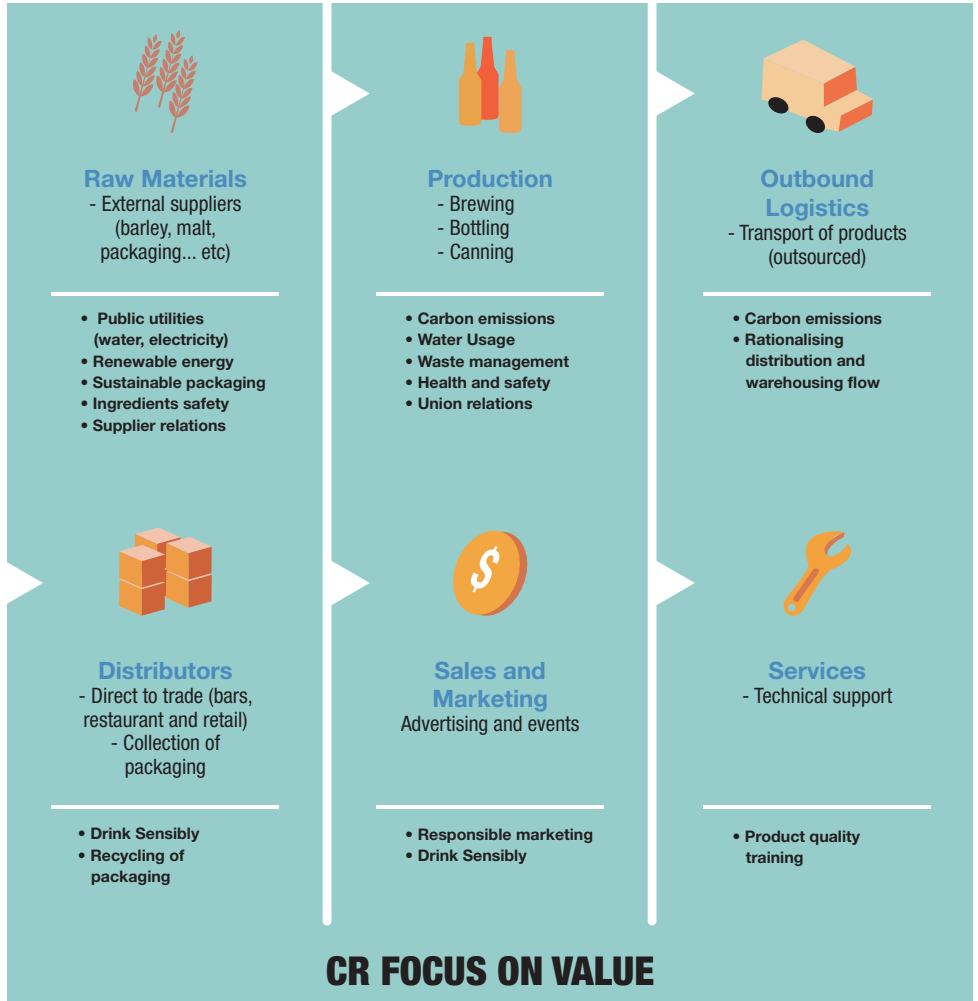 Raw Materials
- External suppliers
(barley, malt,
packaging... etc)
• Public utilities
(water, electricity)
• Renewable energy
• Sustainable packaging
• Ingredients safety
• Supplier relations
Production
- Brewing
- Bottling
- Canning
• Carbon emissions
• Water Usage
• Waste management
• Health and safety
• Union relations
Outbound
Logistics
- Transport of products
(outsourced)
• Carbon emissions
• Rationalising
distribution and
warehousing flow
Distributors
- Direct to trade (bars,
restaurant and retail)
- Collection of
packaging
• Drink Sensibly
• Recycling of
packaging
$
Sales and
Marketing
Advertising and events
• Responsible marketing
• Drink Sensibly
Services
- Technical support
• Product quality
training
CR FOCUS ON VALUE